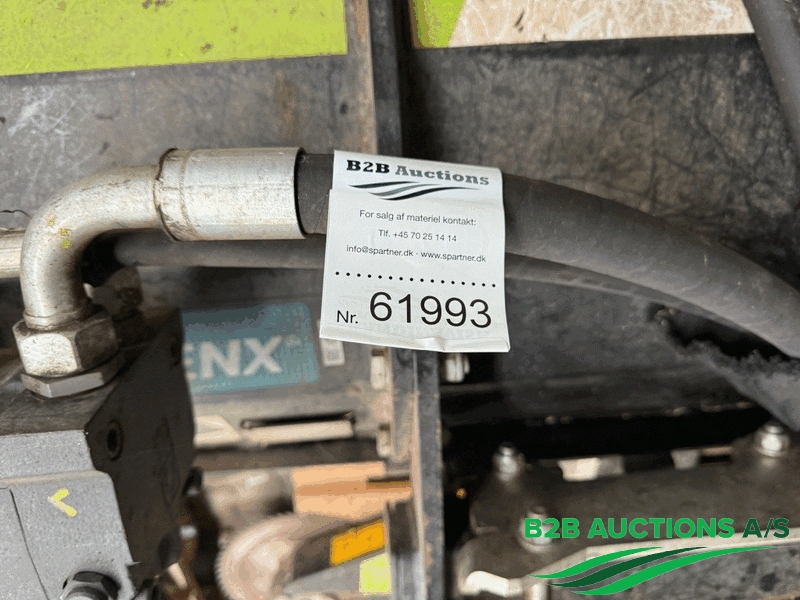 B2B Auctions
For salg af materiel kontakt:
Tlf. +45 70 25 14 14
info@spartner.dk · www.spartner.dk
Nr. 61993
ENX
B2B AUCTIONS A/S